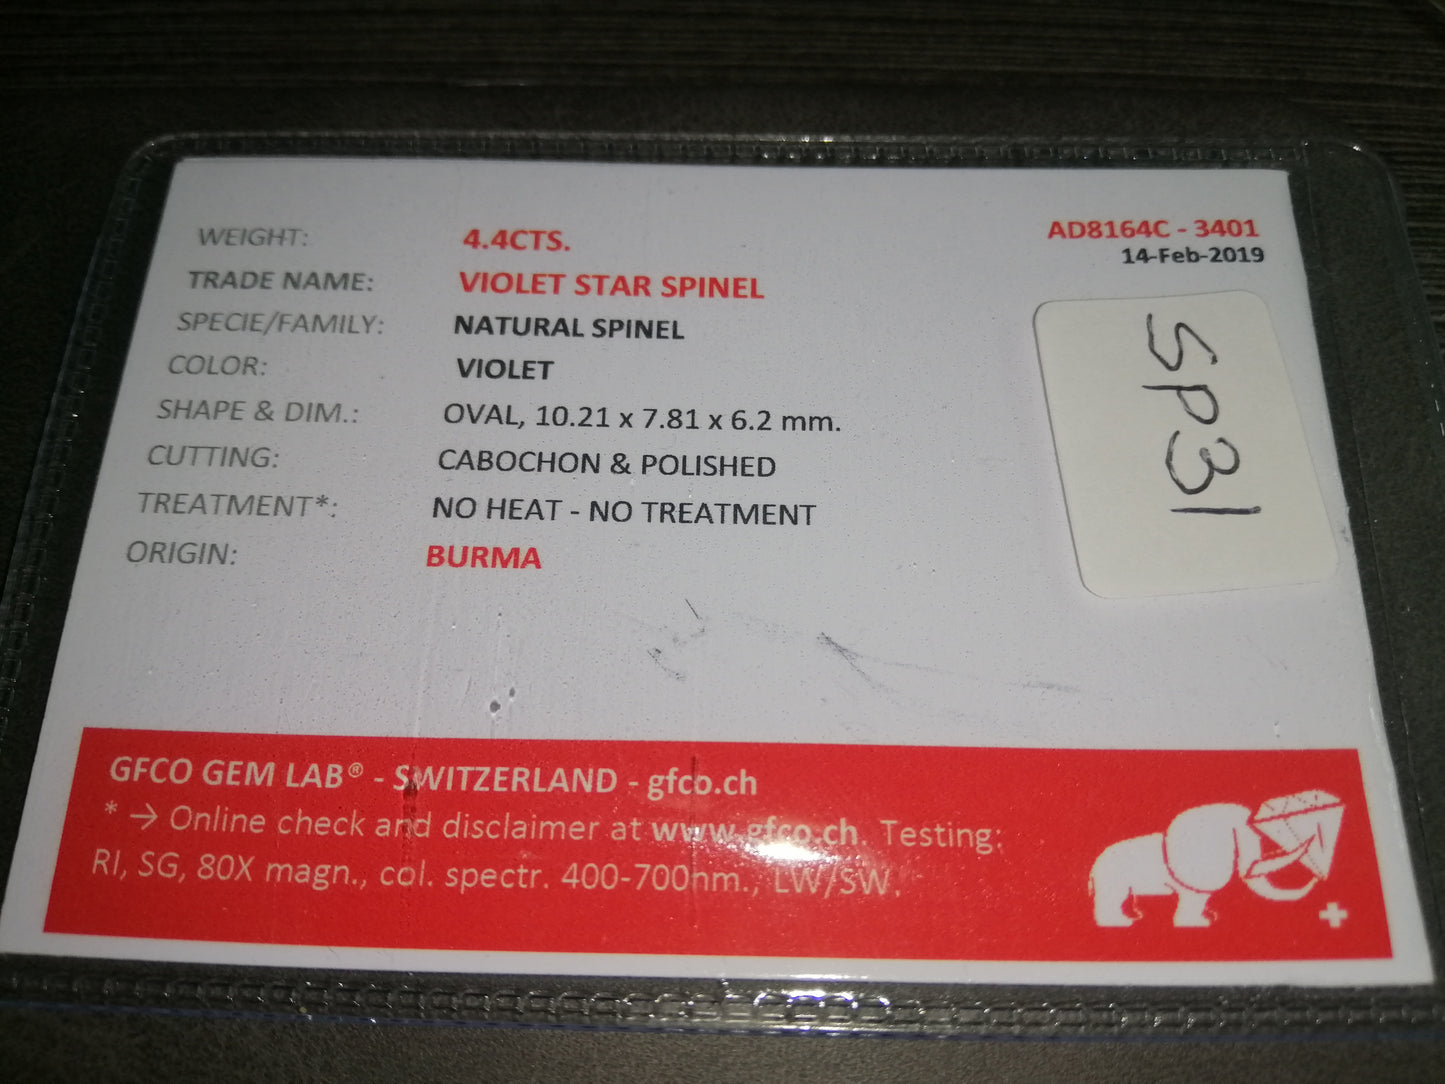 AD8164C - 3401
14-Feb-2019
WEIGHT: 4.4CTS.
TRADE NAME: VIOLET STAR SPINEL
SPECIE/FAMILY: NATURAL SPINEL
COLOR: VIOLET
SHAPE & DIM.: OVAL, 10.21 x 7.81 x 6.2 mm.
CUTTING: CABOCHON & POLISHED
TREATMENT*: NO HEAT - NO TREATMENT
ORIGIN: BURMA
SP31
GFCO GEM LAB® - SWITZERLAND - gfco.ch
* → Online check and disclaimer at www.gfco.ch. Testing:
RI, SG, 80X magn., col. spectr. 400-700nm., LW/SW.